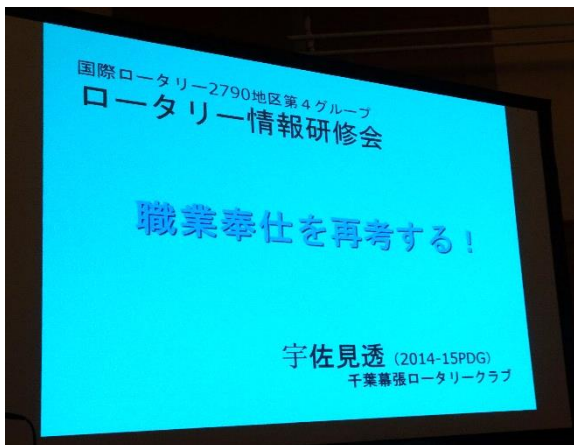 国際ロータリー2790地区第4グループ
ロータリー情報研修会
職業奉仕を再考する!
宇佐見透 (2014-15PDG)
千葉幕張ロータリークラブ